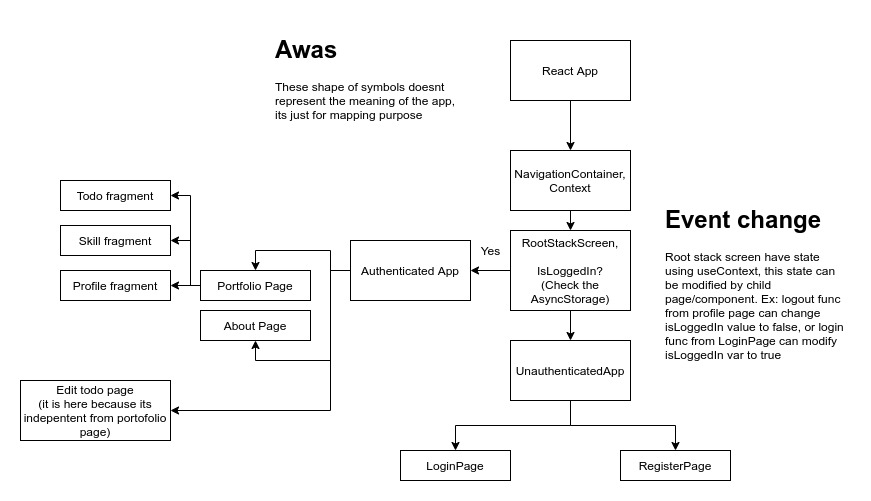 Awas
These shape of symbols doesnt
represent the meaning of the app,
its just for mapping purpose
React App
NavigationContainer,
Context
RootStackScreen,
IsLoggedIn?
(Check the
AsyncStorage)
Yes
Event change
Root stack screen have state
using useContext, this state can
be modified by child
page/component. Ex: logout func
from profile page can change
isLoggedIn value to false, or login
func from LoginPage can modify
isLoggedIn var to true
Authenticated App
Todo fragment
Skill fragment
Profile fragment
Portfolio Page
About Page
Edit todo page
(it is here because its
indepentent from portofolio
page)
UnauthenticatedApp
LoginPage
RegisterPage